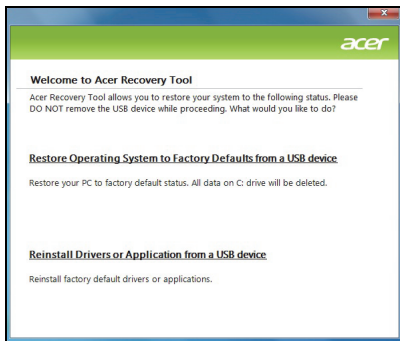 acer
Welcome to Acer Recovery Tool
Acer Recovery Tool allows you to restore your system to the following status. Please
DO NOT remove the USB device while proceeding. What would you like to do?
Restore Operating System to Factory Defaults from a USB device
Restore your PC to factory default status. All data on C: drive will be deleted.
Reinstall Drivers or Application from a USB device
Reinstall factory default drivers or applications.